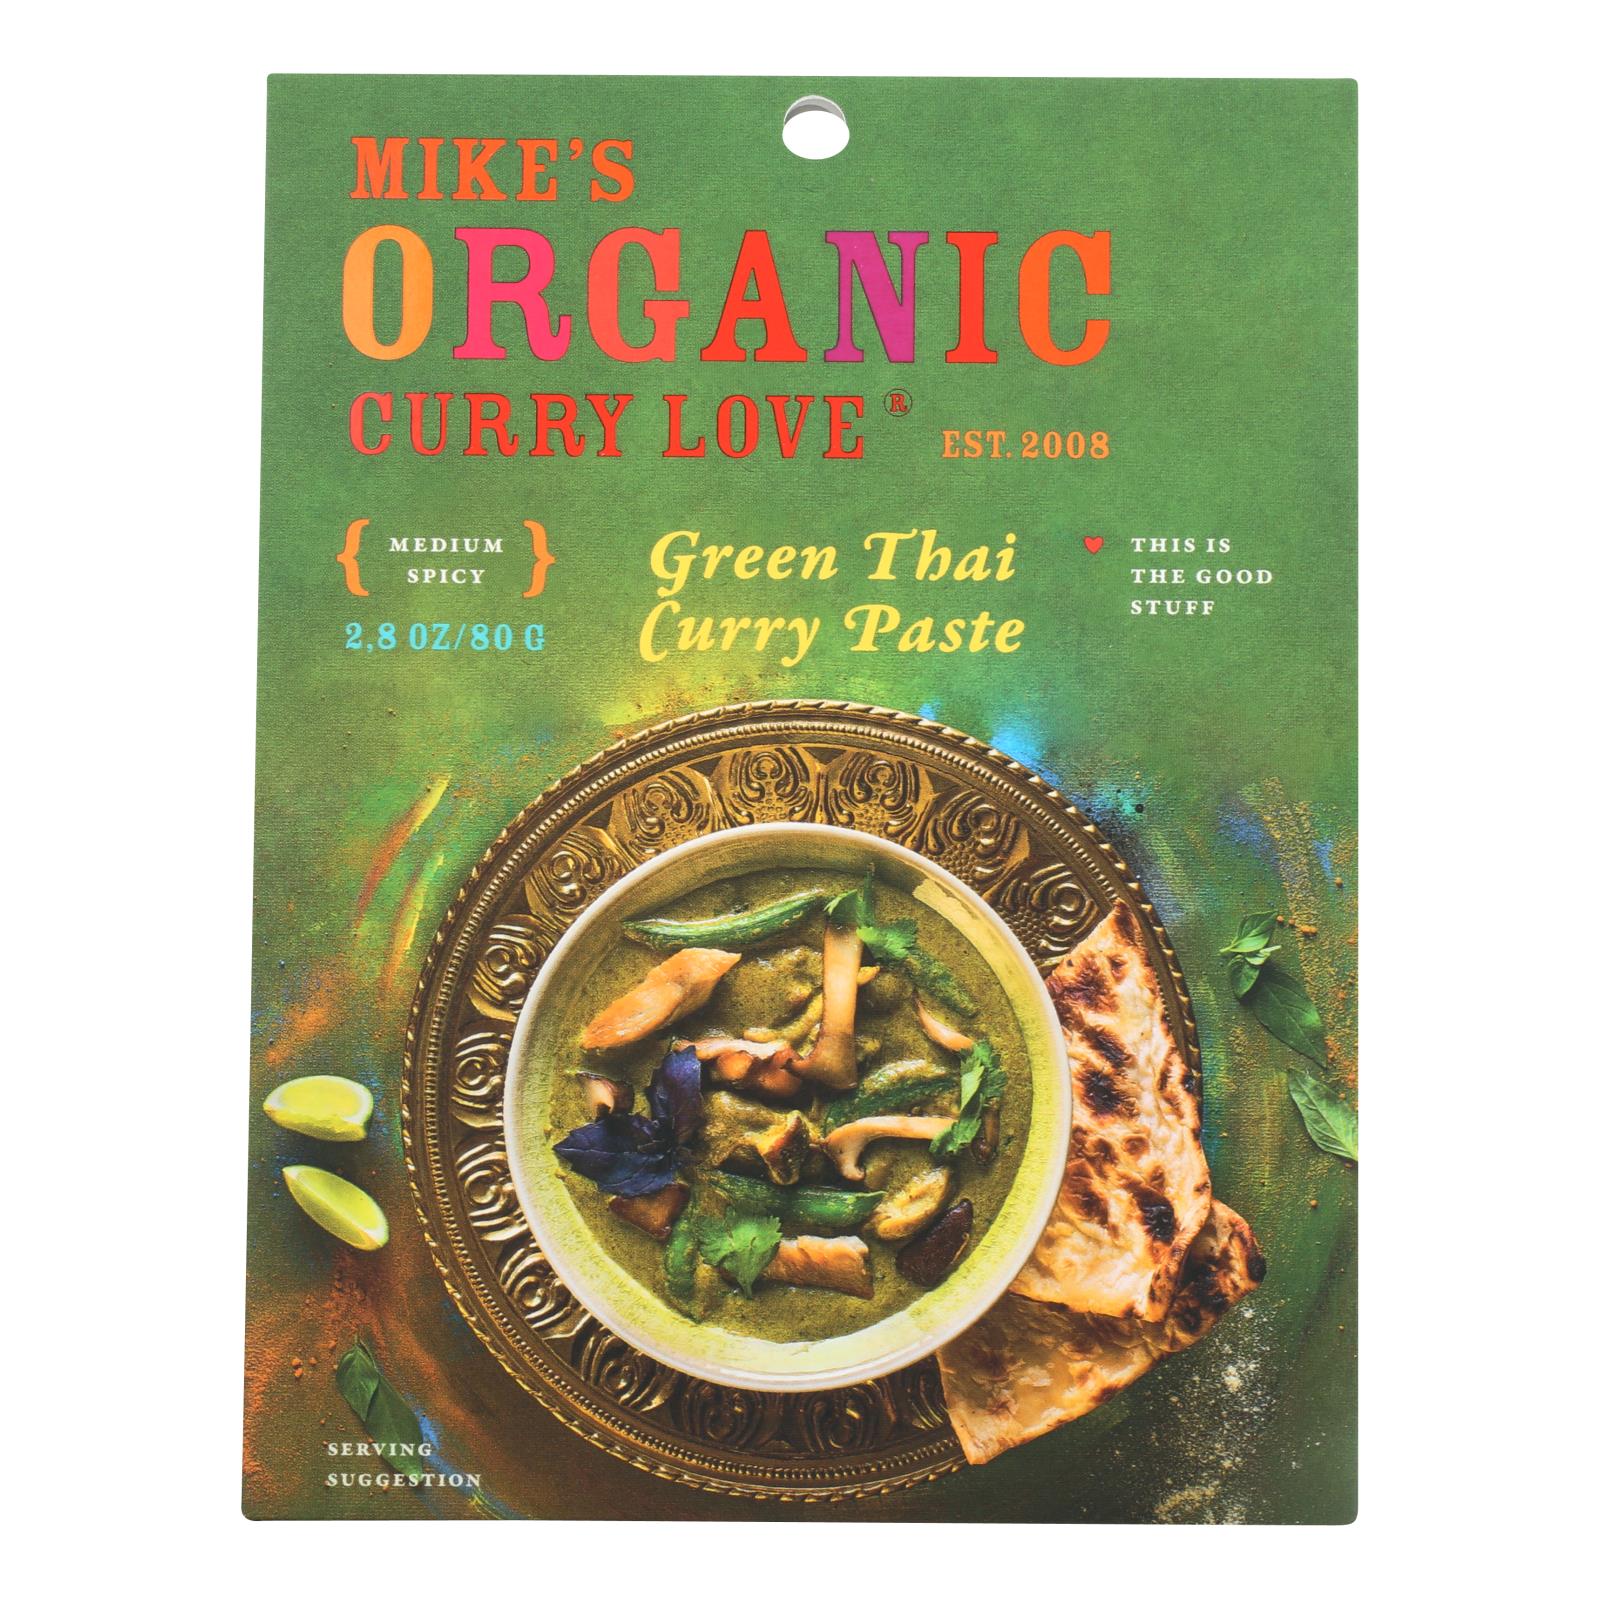 MIKE'S
ORGANIC
CURRY LOVE®
EST. 2008
{ MEDIUM
SPICY }
2,8 OZ/80 G
Green Thai
Curry Paste
THIS IS
THE GOOD
STUFF
SERVING
SUGGESTION